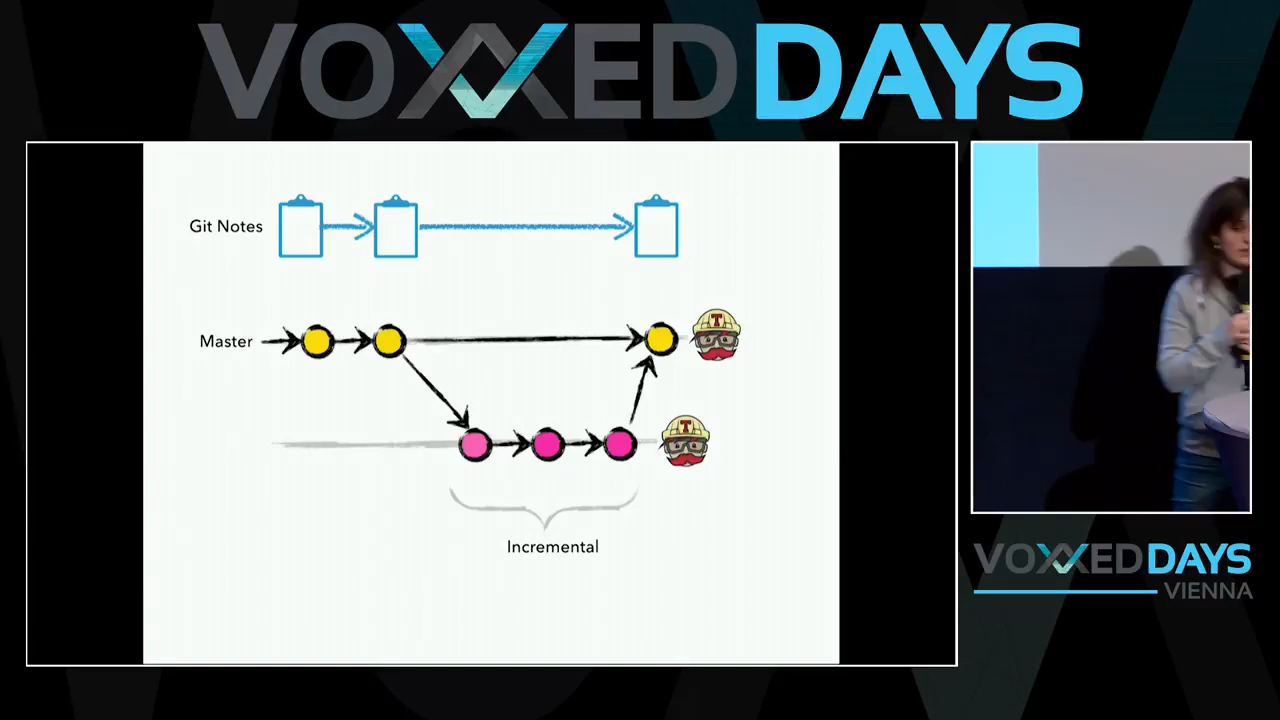 VOXXED DAYS
Git Notes
Master
T
T
Incremental
VOXXED DAYS
VIENNA